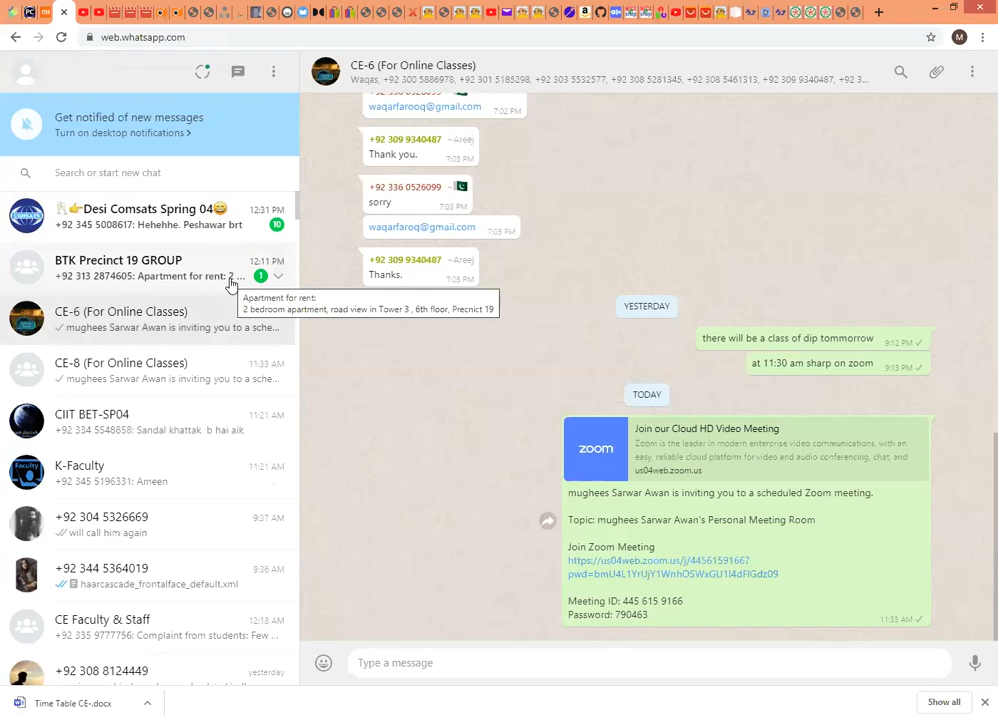 web.whatsapp.com
M
Get notified of new messages
Turn on desktop notifications >
Search or start new chat
🥂👉Desi Comsats Spring 04😄
12:31 PM
+92 345 5008617: Hehehhe. Peshawar brt
10
BTK Precinct 19 GROUP
12:11 PM
+92 313 2874605: Apartment for rent: 2 ...
1
Apartment for rent:
2 bedroom apartment, road view in Tower 3 , 6th floor, Precnict 19
CE-6 (For Online Classes)
mughees Sarwar Awan is inviting you to a sche...
CE-8 (For Online Classes)
11:33 AM
mughees Sarwar Awan is inviting you to a sche...
CIIT BET-SP04
11:21 AM
+92 334 5548858: Sandal khattak b hai aik
K-Faculty
11:21 AM
+92 345 5196331: Ameen
+92 304 5326669
9:37 AM
will call him again
+92 344 5364019
9:36 AM
haarcascade_frontalface_default.xml
CE Faculty & Staff
12:18 AM
+92 335 9777756: Complaint from students: Few ...
+92 308 8124449
yesterday
CE-6 (For Online Classes)
Waqas, +92 300 5886978, +92 301 5185298, +92 303 5532577, +92 308 5281345, +92 308 5461313, +92 309 9340487, +92 3...
waqarfarooq@gmail.com
7:02 PM
+92 309 9340487 ~Areej
Thank you.
7:03 PM
+92 336 0526099 ~🇵🇰
sorry
7:03 PM
waqarfarooq@gmail.com
7:03 PM
+92 309 9340487 ~Areej
Thanks.
7:05 PM
YESTERDAY
there will be a class of dip tommorrow
9:12 PM
at 11:30 am sharp on zoom
9:13 PM
TODAY
zoom
Join our Cloud HD Video Meeting
Zoom is the leader in modern enterprise video communications, with an
easy, reliable cloud platform for video and audio conferencing, chat, and
us04web.zoom.us
mughees Sarwar Awan is inviting you to a scheduled Zoom meeting.
Topic: mughees Sarwar Awan's Personal Meeting Room
Join Zoom Meeting
https://us04web.zoom.us/j/4456159166?
Meeting ID: 445 615 9166
Password: 790463
11:33 AM
Type a message
Time Table CE-.docx
Show all